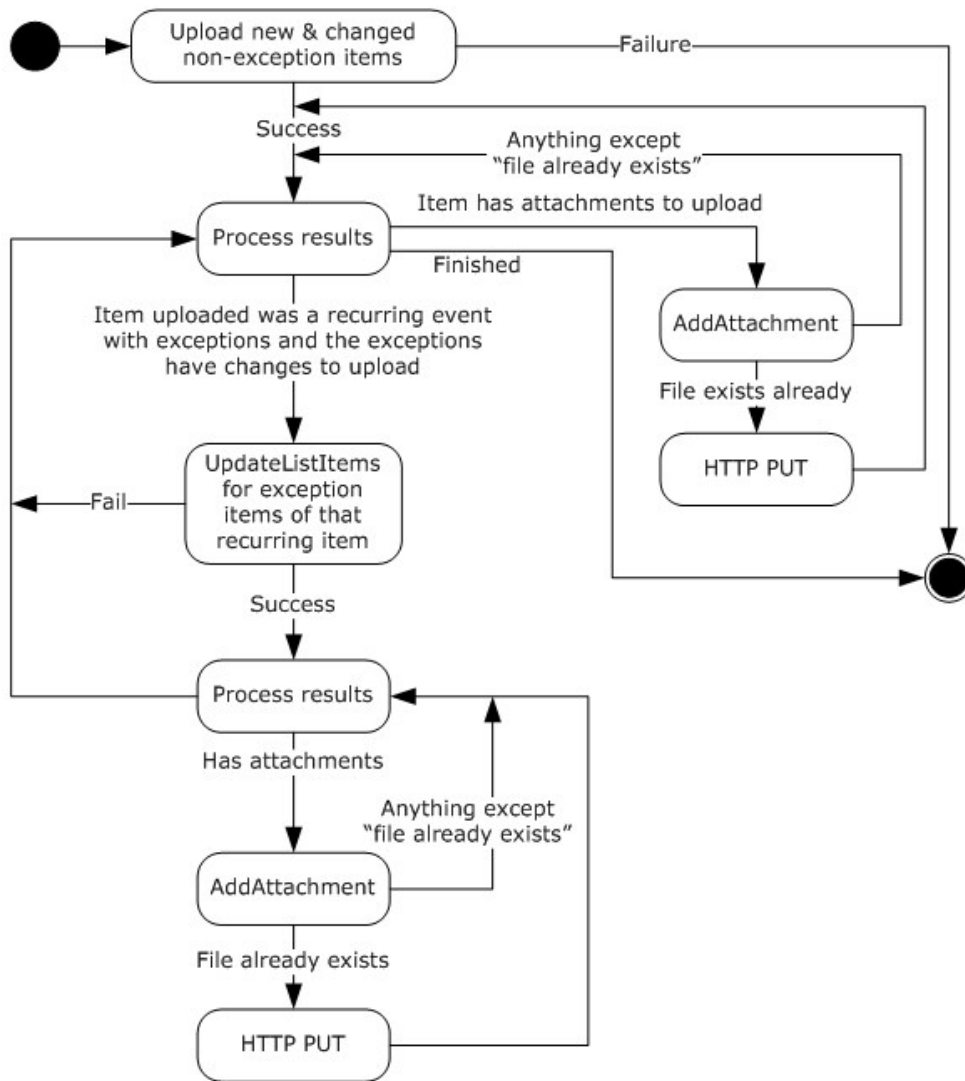 Upload new & changed
non-exception items
Failure
Success
Anything except
“file already exists”
Item has attachments to upload
Process results
Finished
Item uploaded was a recurring event
with exceptions and the exceptions
have changes to upload
AddAttachment
File exists already
HTTP PUT
UpdateListItems
for exception
items of that
recurring item
Fail
Success
Process results
Has attachments
Anything except
“file already exists”
AddAttachment
File already exists
HTTP PUT